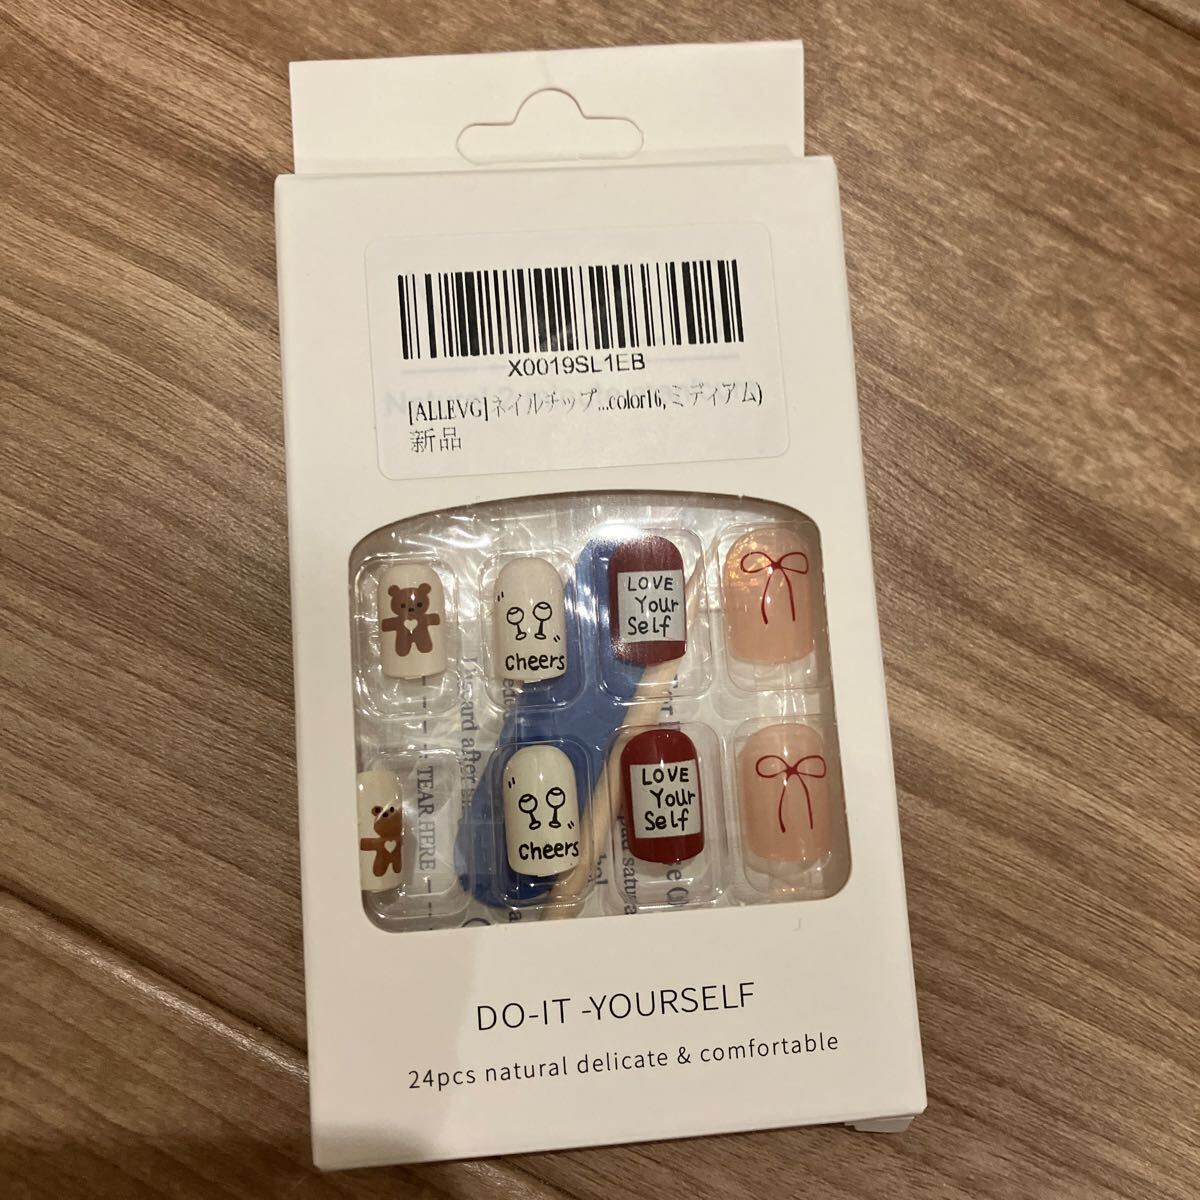 X0019SL1EB
[ALLEVG]ネイルチップ...color16, ミディアム)
新品
LOVE
Your
Self
cheers
LOVE
Your
Self
cheers
TEAR HERE
DO-IT -YOURSELF
24pcs natural delicate & comfortable